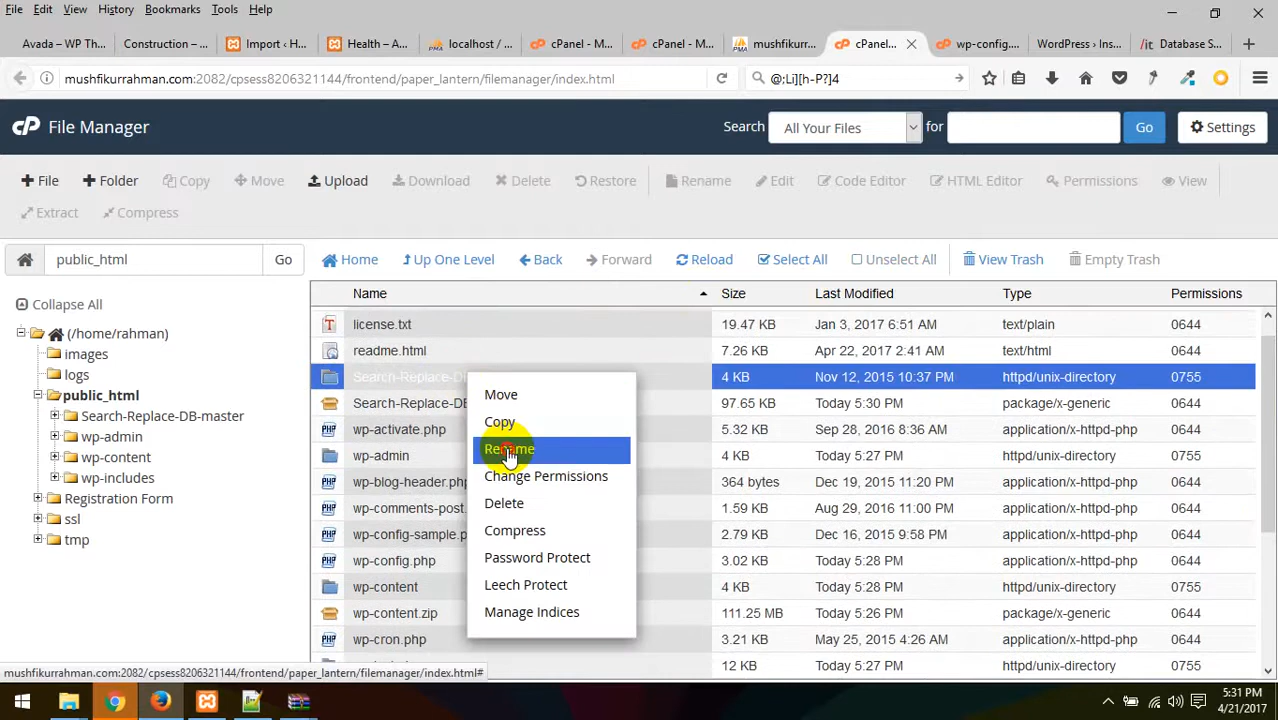 File Edit View History Bookmarks Tools Help
Avada – WP Th... Construction – ... Import ‹ H... Health – A... localhost / ... cPanel - M... cPanel - M... mushfikurr... cPanel... wp-config.... WordPress › Ins... Database S...
mushfikurrahman.com:2082/cpsess8206321144/frontend/paper_lantern/filemanager/index.html @;Li][h-P?]4
cP File Manager Search All Your Files for Go Settings
+ File + Folder Copy Move Upload Download Delete Restore Rename Edit Code Editor HTML Editor Permissions View
Extract Compress
public_html Go Home Up One Level Back Forward Reload Select All Unselect All View Trash Empty Trash
Collapse All
(/home/rahman)
images
logs
public_html
Search-Replace-DB-master
wp-admin
wp-content
wp-includes
Registration Form
ssl
tmp
Name Size Last Modified Type Permissions
license.txt 19.47 KB Jan 3, 2017 6:51 AM text/plain 0644
readme.html 7.26 KB Apr 22, 2017 2:41 AM text/html 0644
Search-Replace-D 4 KB Nov 12, 2015 10:37 PM httpd/unix-directory 0755
Search-Replace-DB 97.65 KB Today 5:30 PM package/x-generic 0644
wp-activate.php 5.32 KB Sep 28, 2016 8:36 AM application/x-httpd-php 0644
wp-admin 4 KB Today 5:27 PM httpd/unix-directory 0755
wp-blog-header.php 364 bytes Dec 19, 2015 11:20 PM application/x-httpd-php 0644
wp-comments-post. 1.59 KB Aug 29, 2016 11:00 PM application/x-httpd-php 0644
wp-config-sample.p 2.79 KB Dec 16, 2015 9:58 PM application/x-httpd-php 0644
wp-config.php 3.02 KB Today 5:28 PM application/x-httpd-php 0644
wp-content 4 KB Today 5:28 PM httpd/unix-directory 0755
wp-content.zip 111.25 MB Today 5:26 PM package/x-generic 0644
wp-cron.php 3.21 KB May 25, 2015 4:26 AM application/x-httpd-php 0644
12 KB Today 5:27 PM httpd/unix-directory 0755
Move
Copy
Rename
Change Permissions
Delete
Compress
Password Protect
Leech Protect
Manage Indices
mushfikurrahman.com:2082/cpsess8206321144/frontend/paper_lantern/filemanager/index.html#
5:31 PM
4/21/2017